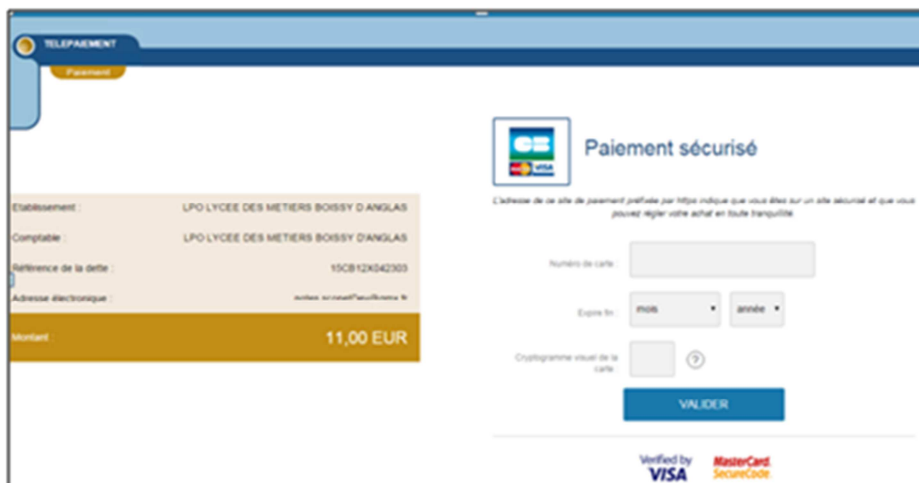 TELEPAIEMENT
Paiement
Etablissement : LPO LYCEE DES METIERS BOISSY D ANGLAS
Comptable : LPO LYCEE DES METIERS BOISSY D'ANGLAS
Référence de la dette : 15CB12X042303
Adresse électronique :
Montant : 11,00 EUR
CB
VISA
Paiement sécurisé
L'adresse de ce site de paiement préfixée par https indique que vous êtes sur un site sécurisé et que vous
pouvez régler votre achat en toute tranquillité.
Numéro de carte :
Expire fin : mois année
Cryptogramme visuel de la
carte :
?
VALIDER
Verified by
VISA
MasterCard.
SecureCode.